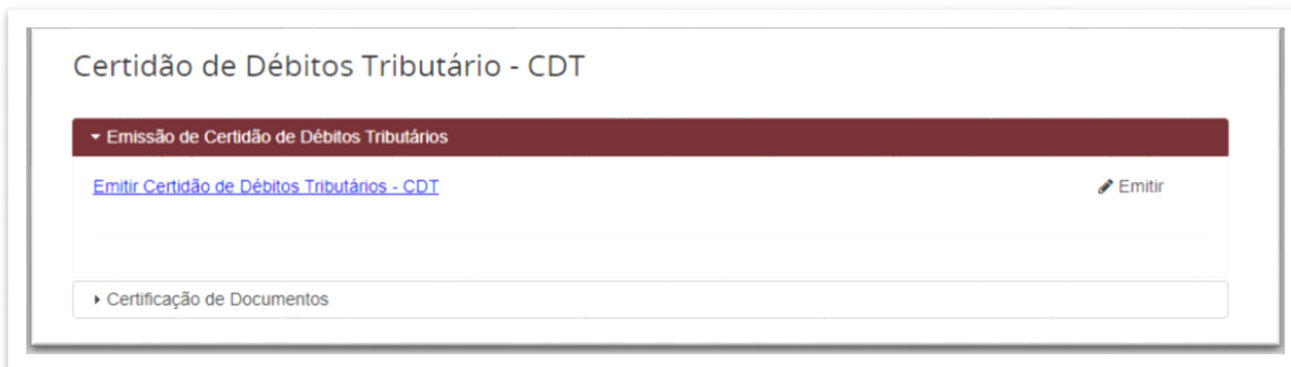 Certidão de Débitos Tributário - CDT
Emissão de Certidão de Débitos Tributários
Emitir Certidão de Débitos Tributários - CDT
Emitir
Certificação de Documentos